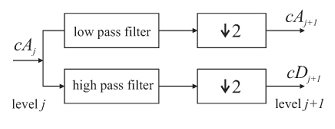 low pass filter
↓2
cA_{j+1}
cA_j
high pass filter
↓2
cD_{j+1}
level j
level j+1